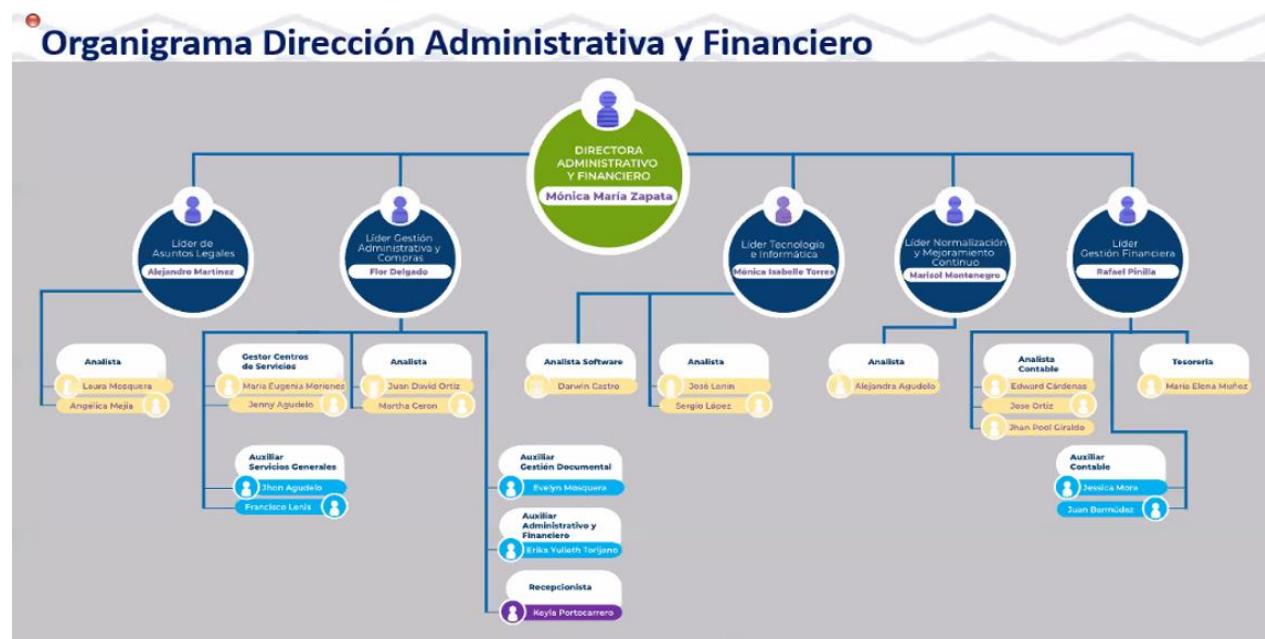 Organigrama Dirección Administrativa y Financiero
DIRECTORA
ADMINISTRATIVO
Y FINANCIERO
Mónica María Zapata
Líder de
Asuntos Legales
Alejandro Martínez
Líder Gestión
Administrativa y
Compras
Flor Delgado
Líder Tecnología
e Informática
Mónica Isabelle Torres
Líder Normalización
y Mejoramiento
Continuo
Marisol Montenegro
Líder
Gestión Financiera
Rafael Pinilla
Analista
Laura Mosquera
Angélica Mejía
Gestor Centros
de Servicios
María Eugenia Meriones
Jenny Agudelo
Auxiliar
Servicios Generales
Jhon Agudelo
Francisco Lenis
Analista
Juan David Ortiz
Martha Ceron
Auxiliar
Gestión Documental
Evelyn Mosquera
Auxiliar
Administrativo y
Financiero
Erika Yulieth Torijano
Recepcionista
Keyla Portocarrero
Analista Software
Darwin Castro
Analista
José Lenin
Sergio López
Analista
Alejandra Agudelo
Analista
Contable
Edward Cárdenas
Jose Ortiz
Jhan Pool Giraldo
Tesorería
María Elena Muñoz
Auxiliar
Contable
Jessica Mora
Juan Bermúdez